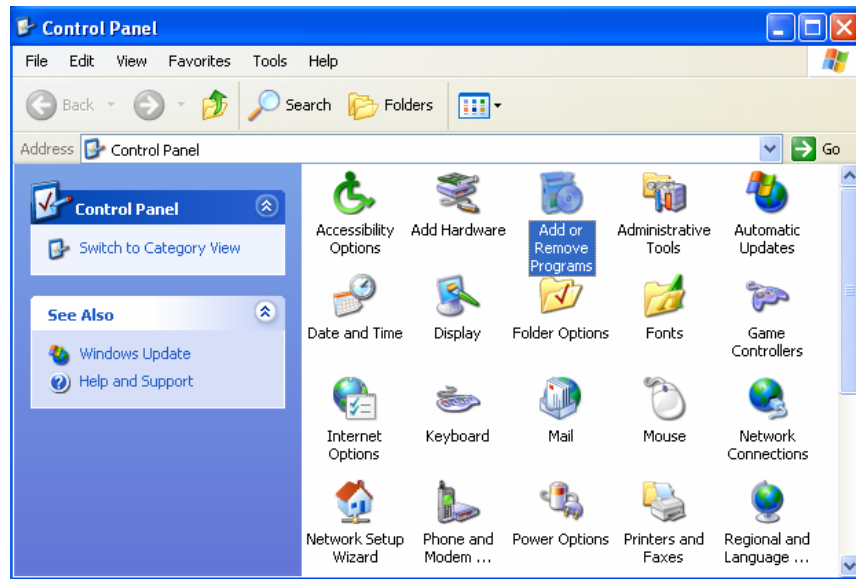 Control Panel
File Edit View Favorites Tools Help
Back Search Folders
Address Control Panel Go
Control Panel
Switch to Category View
See Also
Windows Update
Help and Support
Accessibility Options
Add Hardware
Add or Remove Programs
Administrative Tools
Automatic Updates
Date and Time
Display
Folder Options
Fonts
Game Controllers
Internet Options
Keyboard
Mail
Mouse
Network Connections
Network Setup Wizard
Phone and Modem ...
Power Options
Printers and Faxes
Regional and Language ...